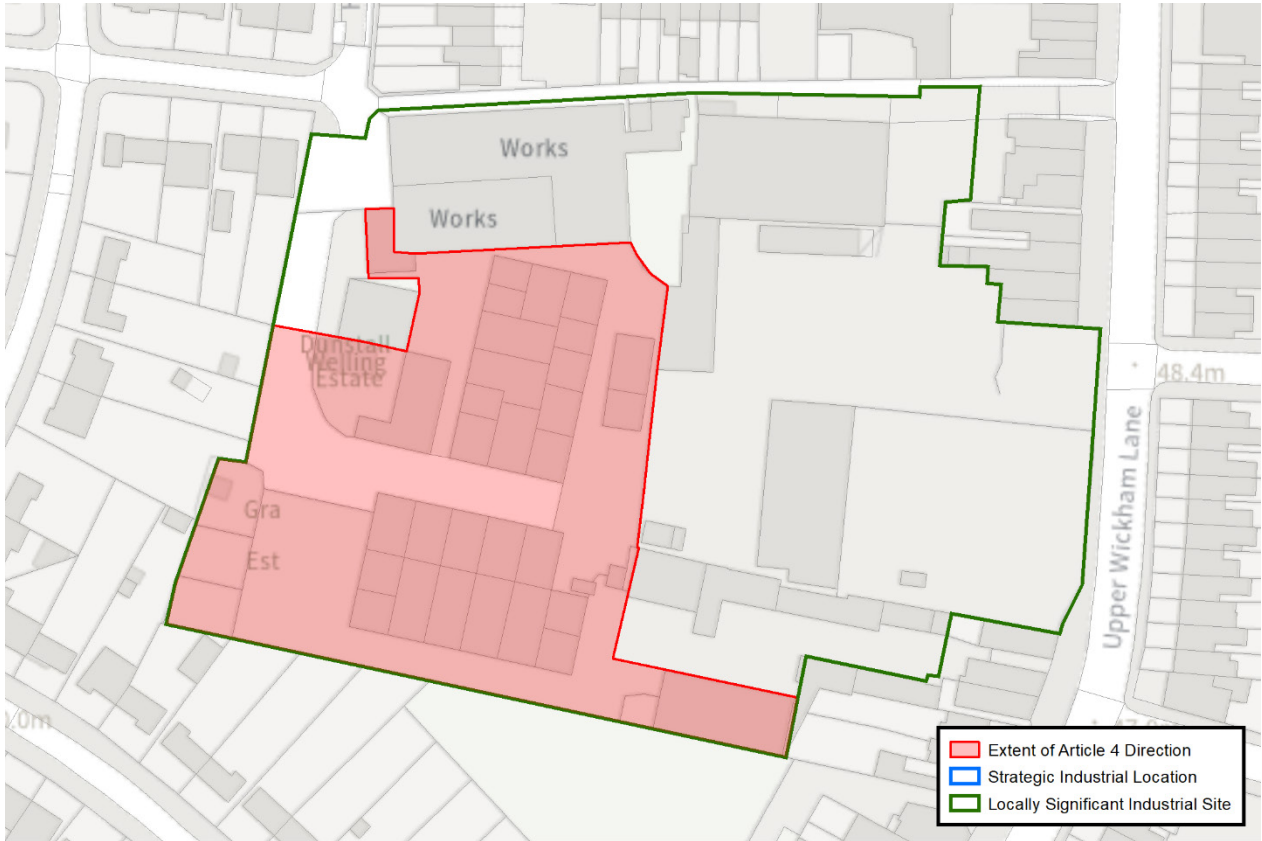 Works
Works
Dunstall
Welling
Estate
48.4m
Gra
Est
Upper Wickham Lane
.0m
Extent of Article 4 Direction
Strategic Industrial Location
Locally Significant Industrial Site